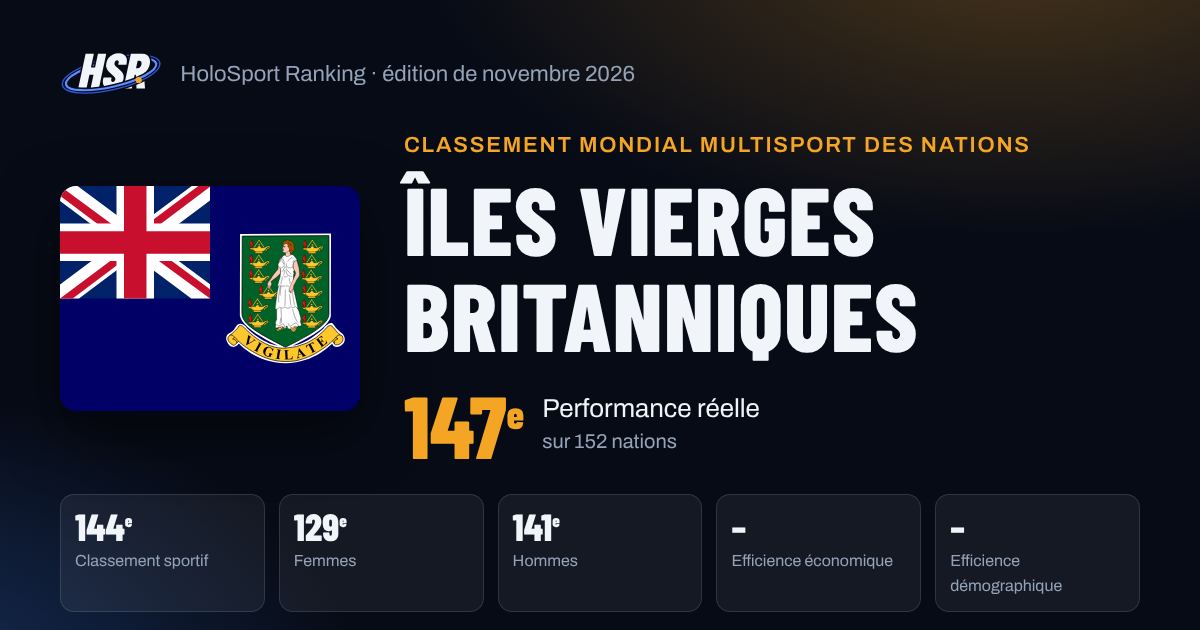 HSR
HoloSport Ranking · édition de novembre 2026
CLASSEMENT MONDIAL MULTISPORT DES NATIONS
ÎLES VIERGES
BRITANNIQUES
VIGILATE
147e
Performance réelle
sur 152 nations
144e
Classement sportif
129e
Femmes
141e
Hommes
–
Efficience économique
–
Efficience
démographique